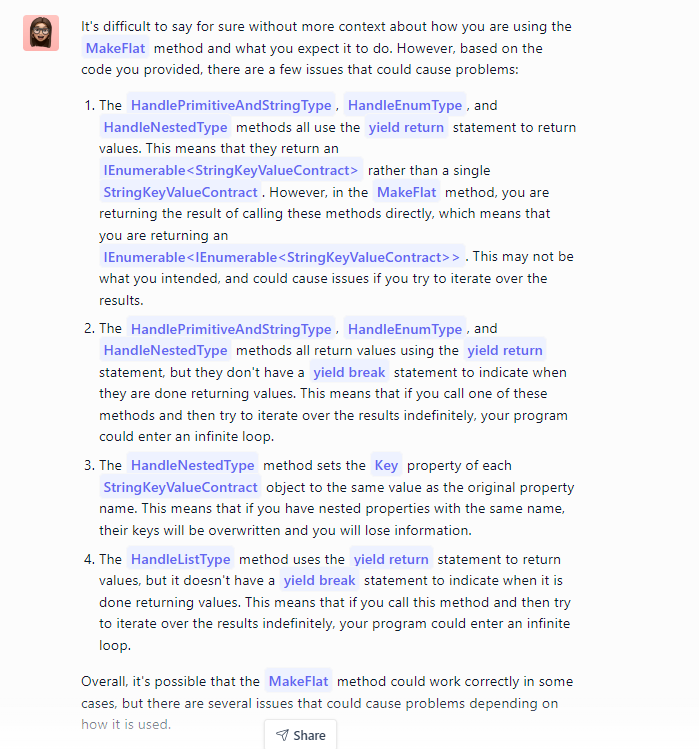 It's difficult to say for sure without more context about how you are using the
MakeFlat method and what you expect it to do. However, based on the
code you provided, there are a few issues that could cause problems:
1. The HandlePrimitiveAndStringType, HandleEnumType, and
HandleNestedType methods all use the yield return statement to return
values. This means that they return an
IEnumerable<StringKeyValueContract> rather than a single
StringKeyValueContract. However, in the MakeFlat method, you are
returning the result of calling these methods directly, which means that
you are returning an
IEnumerable<IEnumerable<StringKeyValueContract>>. This may not be
what you intended, and could cause issues if you try to iterate over the
results.
2. The HandlePrimitiveAndStringType, HandleEnumType, and
HandleNestedType methods all return values using the yield return
statement, but they don't have a yield break statement to indicate when
they are done returning values. This means that if you call one of these
methods and then try to iterate over the results indefinitely, your program
could enter an infinite loop.
3. The HandleNestedType method sets the Key property of each
StringKeyValueContract object to the same value as the original property
name. This means that if you have nested properties with the same name,
their keys will be overwritten and you will lose information.
4. The HandleListType method uses the yield return statement to return
values, but it doesn't have a yield break statement to indicate when it is
done returning values. This means that if you call this method and then try
to iterate over the results indefinitely, your program could enter an infinite
loop.
Overall, it's possible that the MakeFlat method could work correctly in some
cases, but there are several issues that could cause problems depending on
how it is used.
Share